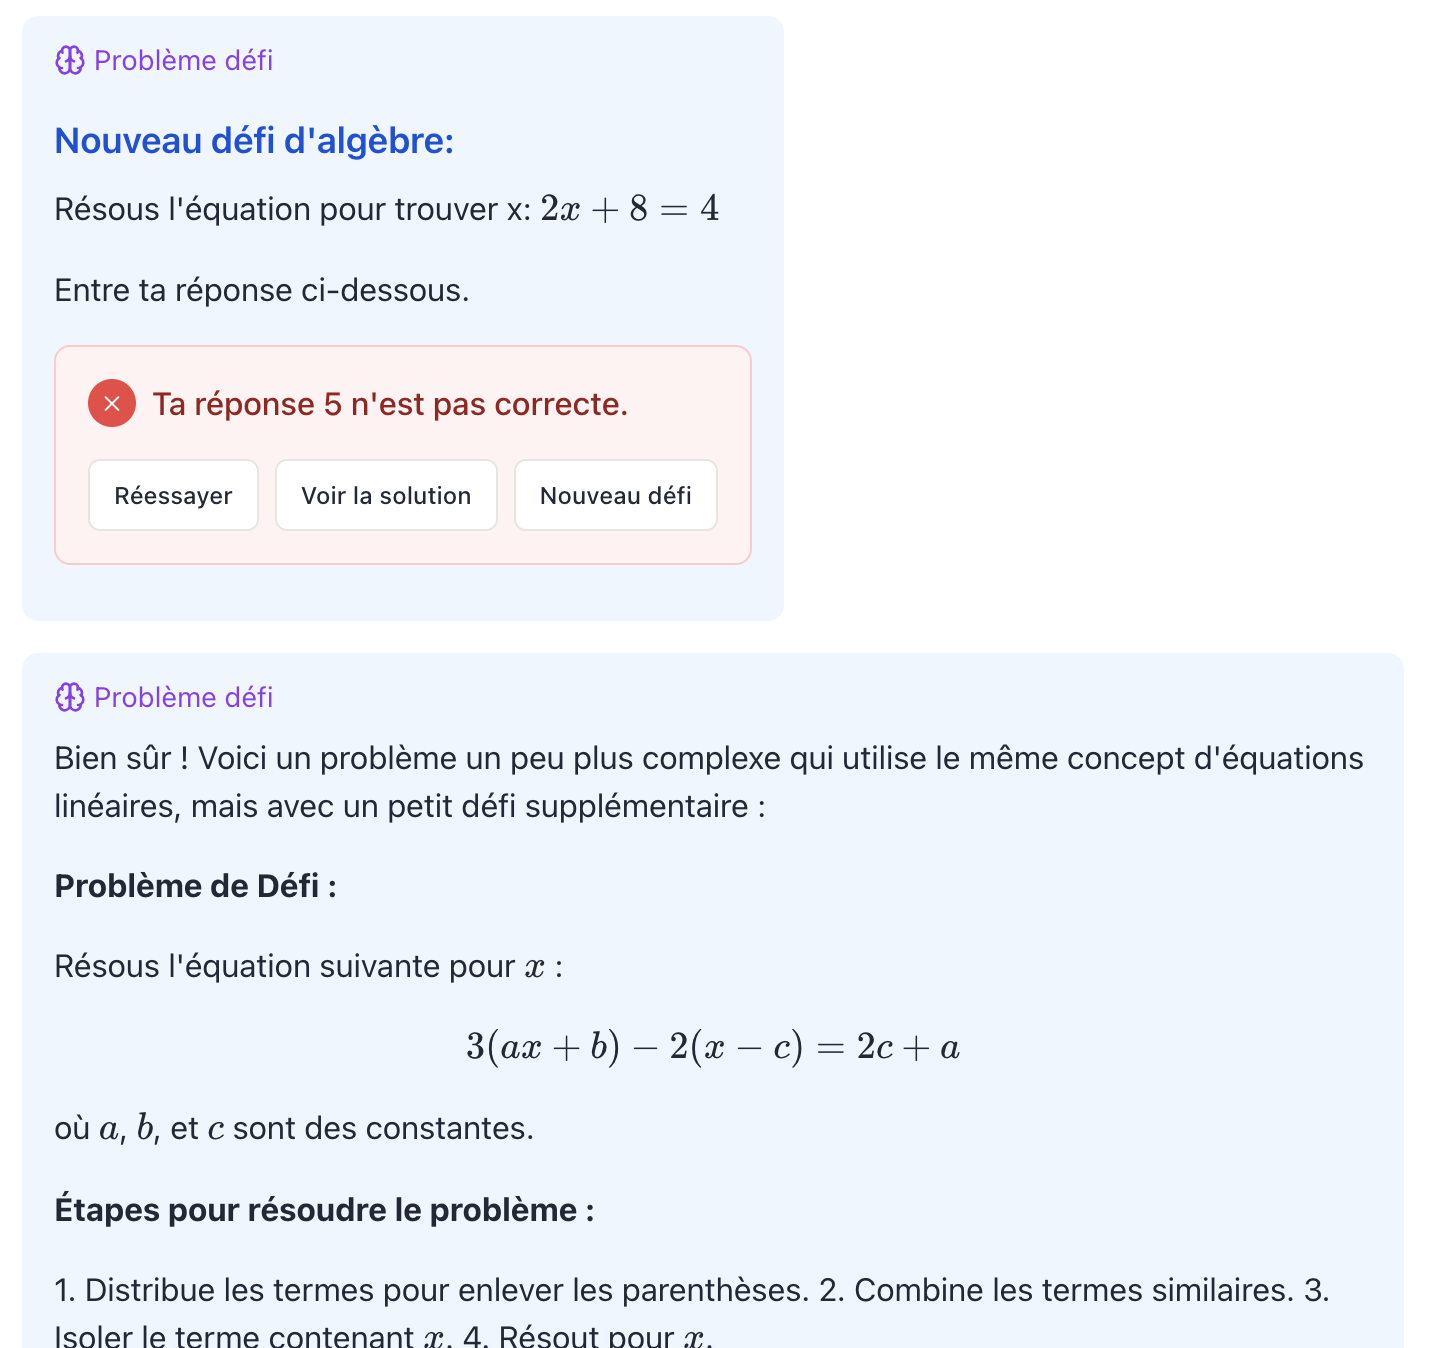 Problème défi
Nouveau défi d'algèbre:
Résous l'équation pour trouver x: 2x + 8 = 4
Entre ta réponse ci-dessous.
Ta réponse 5 n'est pas correcte.
Réessayer
Voir la solution
Nouveau défi
Problème défi
Bien sûr ! Voici un problème un peu plus complexe qui utilise le même concept d'équations
linéaires, mais avec un petit défi supplémentaire :
Problème de Défi :
Résous l'équation suivante pour x :
3(ax + b) − 2(x − c) = 2c + a
où a, b, et c sont des constantes.
Étapes pour résoudre le problème :
1. Distribue les termes pour enlever les parenthèses. 2. Combine les termes similaires. 3.
Isoler le terme contenant x. 4. Résout pour x.